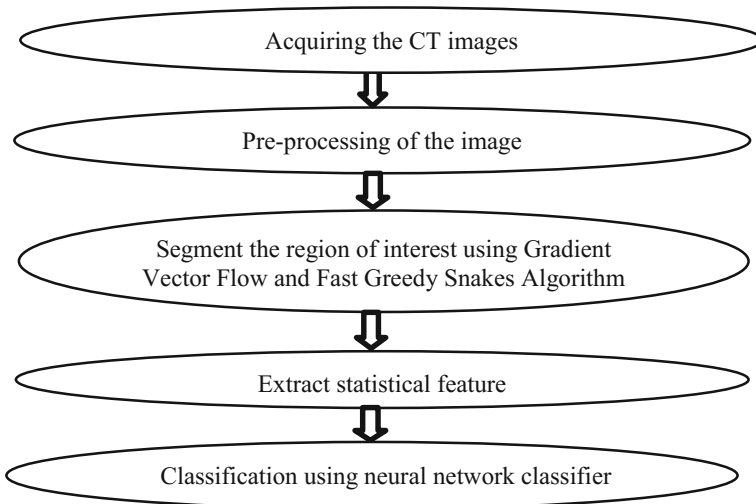 Acquiring the CT images
Pre-processing of the image
Segment the region of interest using Gradient
Vector Flow and Fast Greedy Snakes Algorithm
Extract statistical feature
Classification using neural network classifier